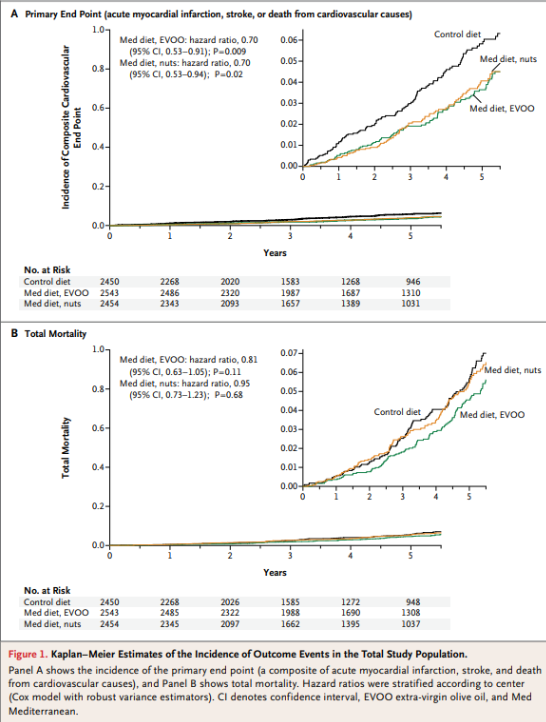 A Primary End Point (acute myocardial infarction, stroke, or death from cardiovascular causes)
Incidence of Composite Cardiovascular
End Point
1.0
0.8
0.6
0.4
0.2
0.0
Med diet, EVOO: hazard ratio, 0.70
(95% CI, 0.53–0.91); P=0.009
Med diet, nuts: hazard ratio, 0.70
(95% CI, 0.53–0.94); P=0.02
0.06
0.05
0.04
0.03
0.02
0.01
0.00
Control diet
Med diet, nuts
Med diet, EVOO
0 1 2 3 4 5
0 1 2 3 4 5
Years
No. at Risk
Control diet 2450 2268 2020 1583 1268 946
Med diet, EVOO 2543 2486 2320 1987 1687 1310
Med diet, nuts 2454 2343 2093 1657 1389 1031
B Total Mortality
Total Mortality
1.0
0.8
0.6
0.4
0.2
0.0
Med diet, EVOO: hazard ratio, 0.81
(95% CI, 0.63–1.05); P=0.11
Med diet, nuts: hazard ratio, 0.95
(95% CI, 0.73–1.23); P=0.68
0.07
0.06
0.05
0.04
0.03
0.02
0.01
0.00
Med diet, nuts
Control diet
Med diet, EVOO
0 1 2 3 4 5
0 1 2 3 4 5
Years
No. at Risk
Control diet 2450 2268 2026 1585 1272 948
Med diet, EVOO 2543 2485 2322 1988 1690 1308
Med diet, nuts 2454 2345 2097 1662 1395 1037
Figure 1. Kaplan–Meier Estimates of the Incidence of Outcome Events in the Total Study Population.
Panel A shows the incidence of the primary end point (a composite of acute myocardial infarction, stroke, and death
from cardiovascular causes), and Panel B shows total mortality. Hazard ratios were stratified according to center
(Cox model with robust variance estimators). CI denotes confidence interval, EVOO extra-virgin olive oil, and Med
Mediterranean.